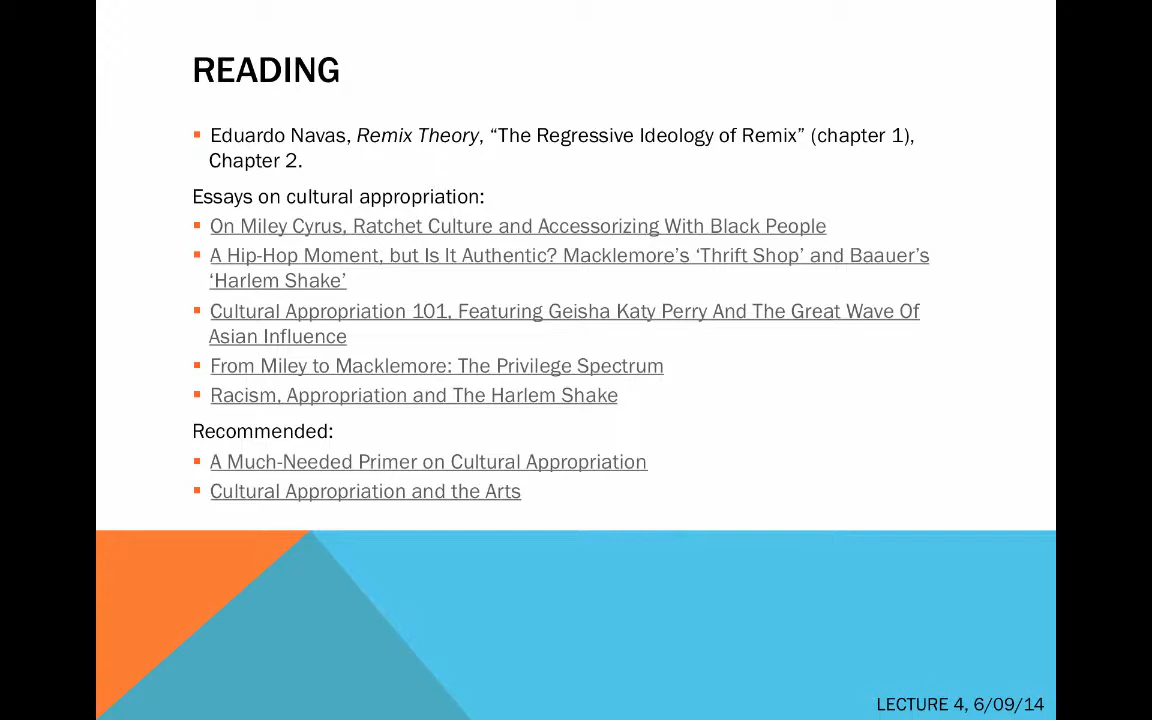 READING
Eduardo Navas, Remix Theory, “The Regressive Ideology of Remix” (chapter 1),
Chapter 2.
Essays on cultural appropriation:
On Miley Cyrus, Ratchet Culture and Accessorizing With Black People
A Hip-Hop Moment, but Is It Authentic? Macklemore’s ‘Thrift Shop’ and Baauer’s
‘Harlem Shake’
Cultural Appropriation 101, Featuring Geisha Katy Perry And The Great Wave Of
Asian Influence
From Miley to Macklemore: The Privilege Spectrum
Racism, Appropriation and The Harlem Shake
Recommended:
A Much-Needed Primer on Cultural Appropriation
Cultural Appropriation and the Arts
LECTURE 4, 6/09/14